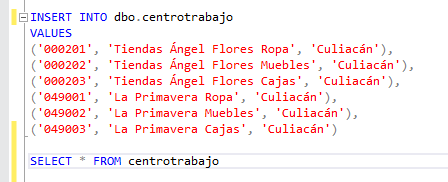 INSERT INTO dbo.centrotrabajo
VALUES
('000201', 'Tiendas Ángel Flores Ropa', 'Culiacán'),
('000202', 'Tiendas Ángel Flores Muebles', 'Culiacán'),
('000203', 'Tiendas Ángel Flores Cajas', 'Culiacán'),
('049001', 'La Primavera Ropa', 'Culiacán'),
('049002', 'La Primavera Muebles', 'Culiacán'),
('049003', 'La Primavera Cajas', 'Culiacán')
SELECT * FROM centrotrabajo